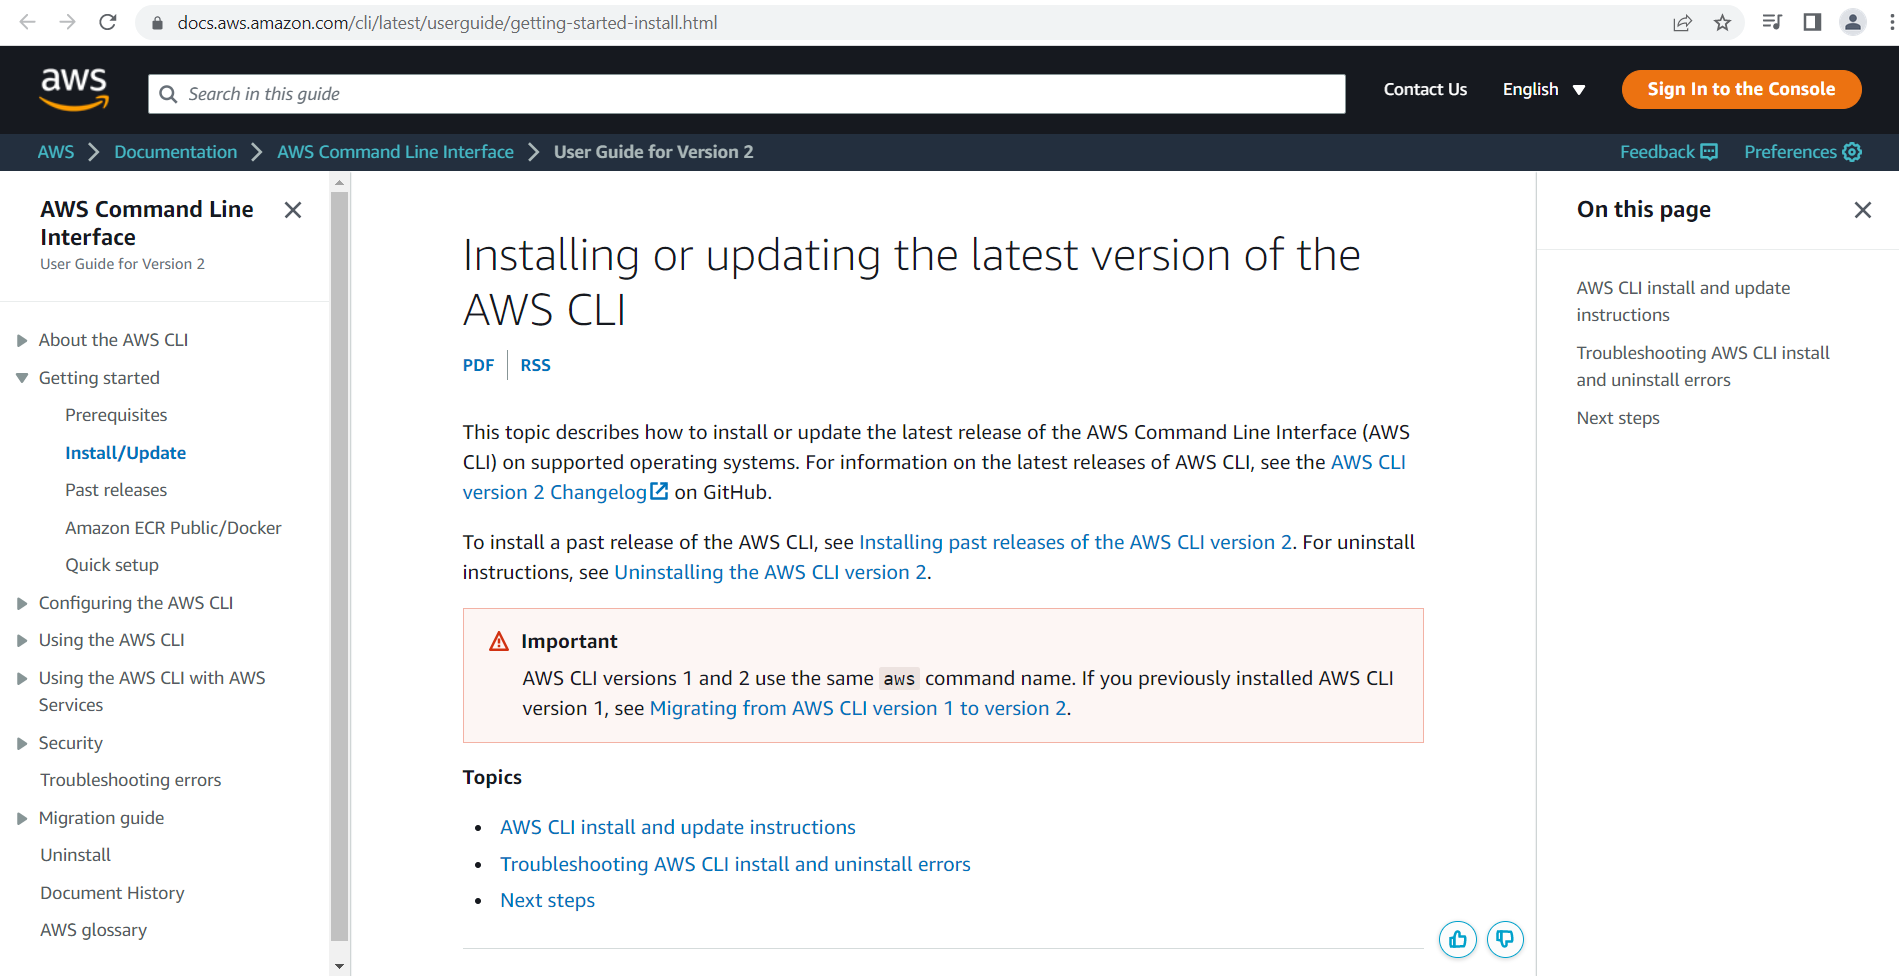 docs.aws.amazon.com/cli/latest/userguide/getting-started-install.html
aws
Search in this guide
Contact Us
English
Sign In to the Console
AWS
Documentation
AWS Command Line Interface
User Guide for Version 2
Feedback
Preferences
AWS Command Line
Interface
User Guide for Version 2
About the AWS CLI
Getting started
Prerequisites
Install/Update
Past releases
Amazon ECR Public/Docker
Quick setup
Configuring the AWS CLI
Using the AWS CLI
Using the AWS CLI with AWS
Services
Security
Troubleshooting errors
Migration guide
Uninstall
Document History
AWS glossary
Installing or updating the latest version of the
AWS CLI
PDF
RSS
This topic describes how to install or update the latest release of the AWS Command Line Interface (AWS
CLI) on supported operating systems. For information on the latest releases of AWS CLI, see the AWS CLI
version 2 Changelog on GitHub.
To install a past release of the AWS CLI, see Installing past releases of the AWS CLI version 2. For uninstall
instructions, see Uninstalling the AWS CLI version 2.
Important
AWS CLI versions 1 and 2 use the same aws command name. If you previously installed AWS CLI
version 1, see Migrating from AWS CLI version 1 to version 2.
Topics
• AWS CLI install and update instructions
• Troubleshooting AWS CLI install and uninstall errors
• Next steps
On this page
AWS CLI install and update
instructions
Troubleshooting AWS CLI install
and uninstall errors
Next steps